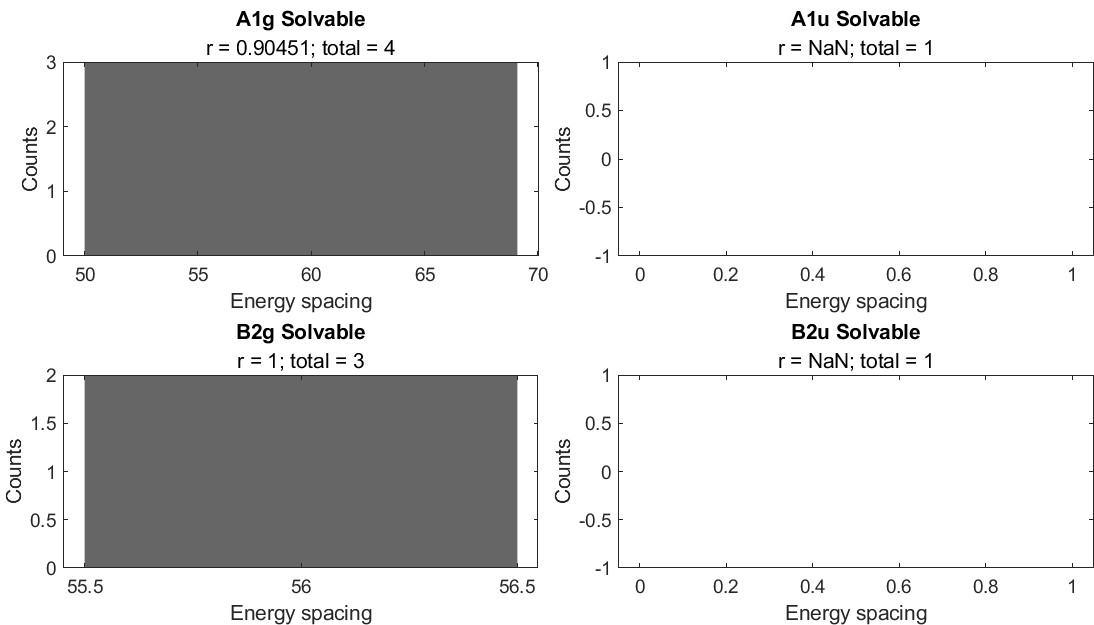 A1g Solvable
r = 0.90451; total = 4
3
2
1
0
Counts
50 55 60 65 70
Energy spacing
A1u Solvable
r = NaN; total = 1
1
0.5
0
-0.5
-1
Counts
0 0.2 0.4 0.6 0.8 1
Energy spacing
B2g Solvable
r = 1; total = 3
2
1.5
1
0.5
0
Counts
55.5 56 56.5
Energy spacing
B2u Solvable
r = NaN; total = 1
1
0.5
0
-0.5
-1
Counts
0 0.2 0.4 0.6 0.8 1
Energy spacing